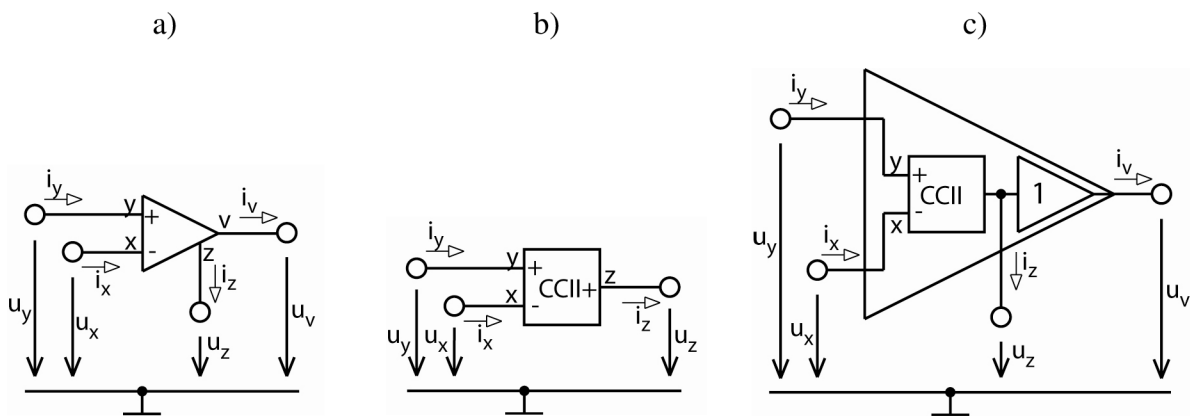 a)
b)
c)
i_y
y
+
x
-
i_x
v
i_v
z
i_z
u_y
u_x
u_z
u_v
i_y
y
+
x
-
i_x
CCII+
z
i_z
u_y
u_x
u_z
i_y
y
+
CCII
-
x
i_x
1
i_v
i_z
u_y
u_x
u_z
u_v